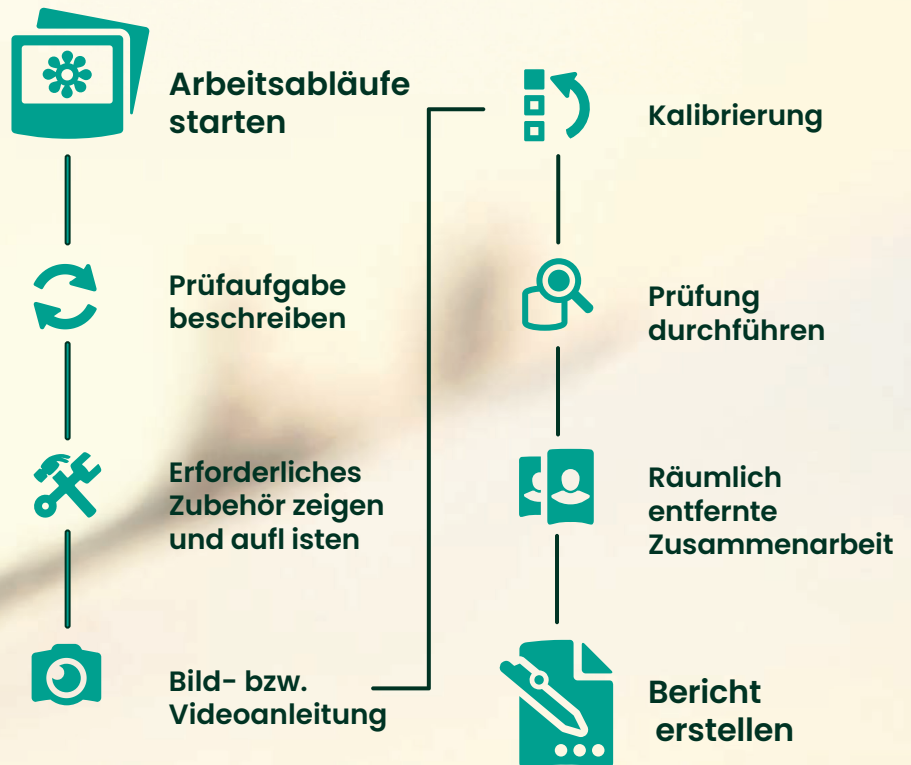 Arbeitsabläufe
starten
Prüfaufgabe
beschreiben
Erforderliches
Zubehör zeigen
und aufl isten
Bild- bzw.
Videoanleitung
Kalibrierung
Prüfung
durchführen
Räumlich
entfernte
Zusammenarbeit
Bericht
erstellen